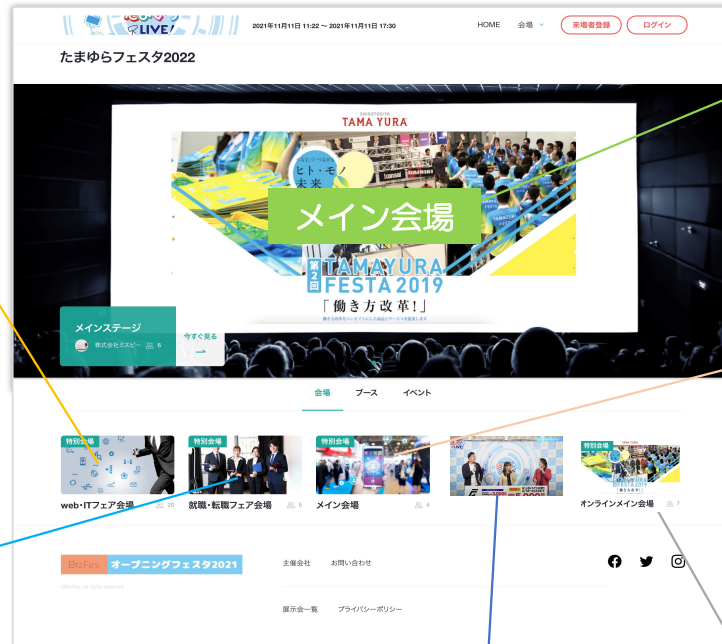 LIVE!
2021年11月11日 11:22 ～ 2021年11月11日 17:30
HOME
会場
来場者登録
ログイン
たまゆらフェスタ2022
TAMA YURA
ヒト・モノ
未来
メイン会場
第2回
TAMAYURA
FESTA 2019
「働き方改革!」
メインステージ
株式会社ミスビー 6
今すぐ見る
会場
ブース
イベント
特別会場
特別会場
特別会場
特別会場
web・ITフェア会場 20
就職・転職フェア会場 5
メイン会場 4
オンラインメイン会場 7
BizFes オープニングフェスタ2021
主催会社
お問い合わせ
展示会一覧
プライバシーポリシー